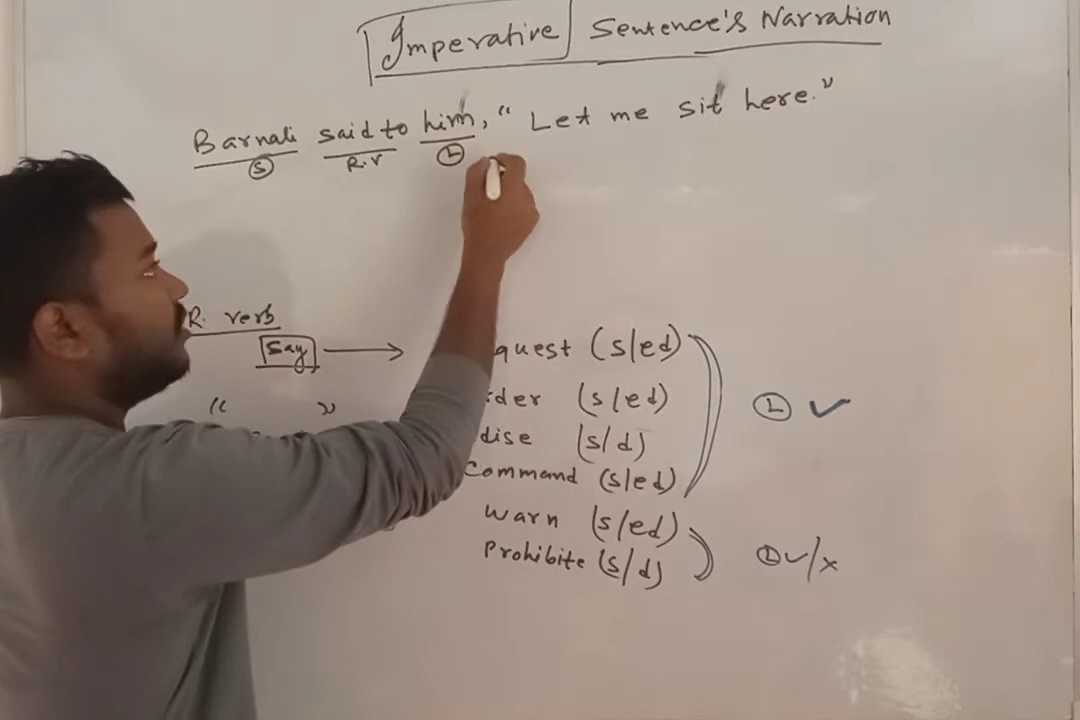 Imperative Sentence's Narration
Barnali said to him, “ Let me sit here.”
S R.V L
R. verb
Say → quest (s/ed)
der (s/ed)
“ ” dise (s/d)
L ✓
Command (s/ed)
Warn (s/ed)
Prohibite (s/d)
L ✓/x